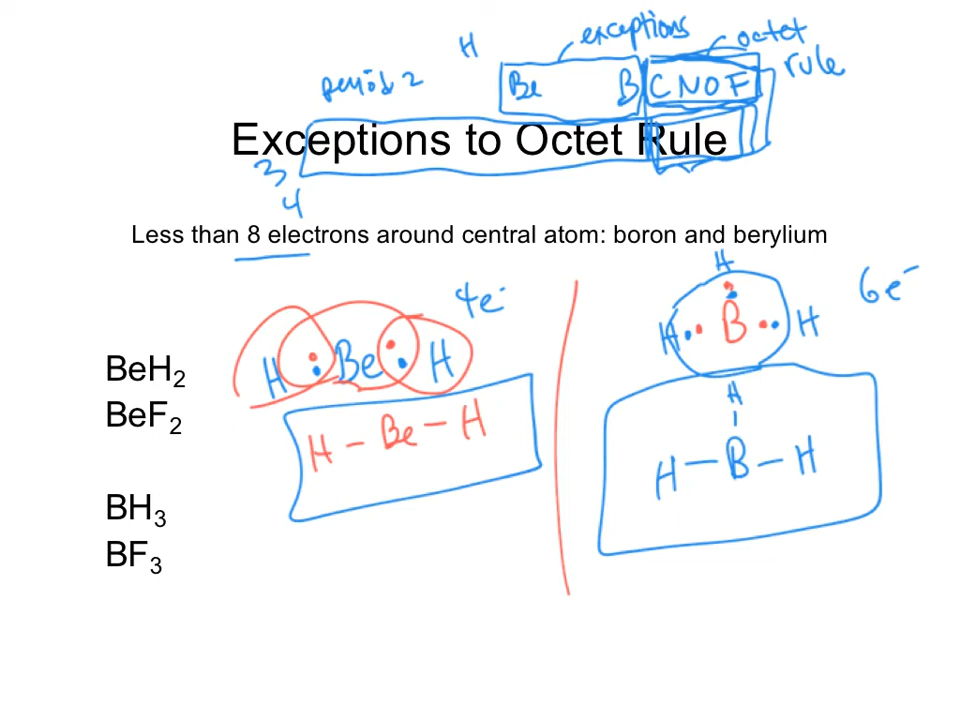 exceptions
octet
rule
H
period 2
Be B C N O F
Exceptions to Octet Rule
3
4
Less than 8 electrons around central atom: boron and berylium
4e⁻
H : Be : H
H – Be – H
BeH₂
BeF₂
BH₃
BF₃
6e⁻
H
H : B : H
H
H – B – H